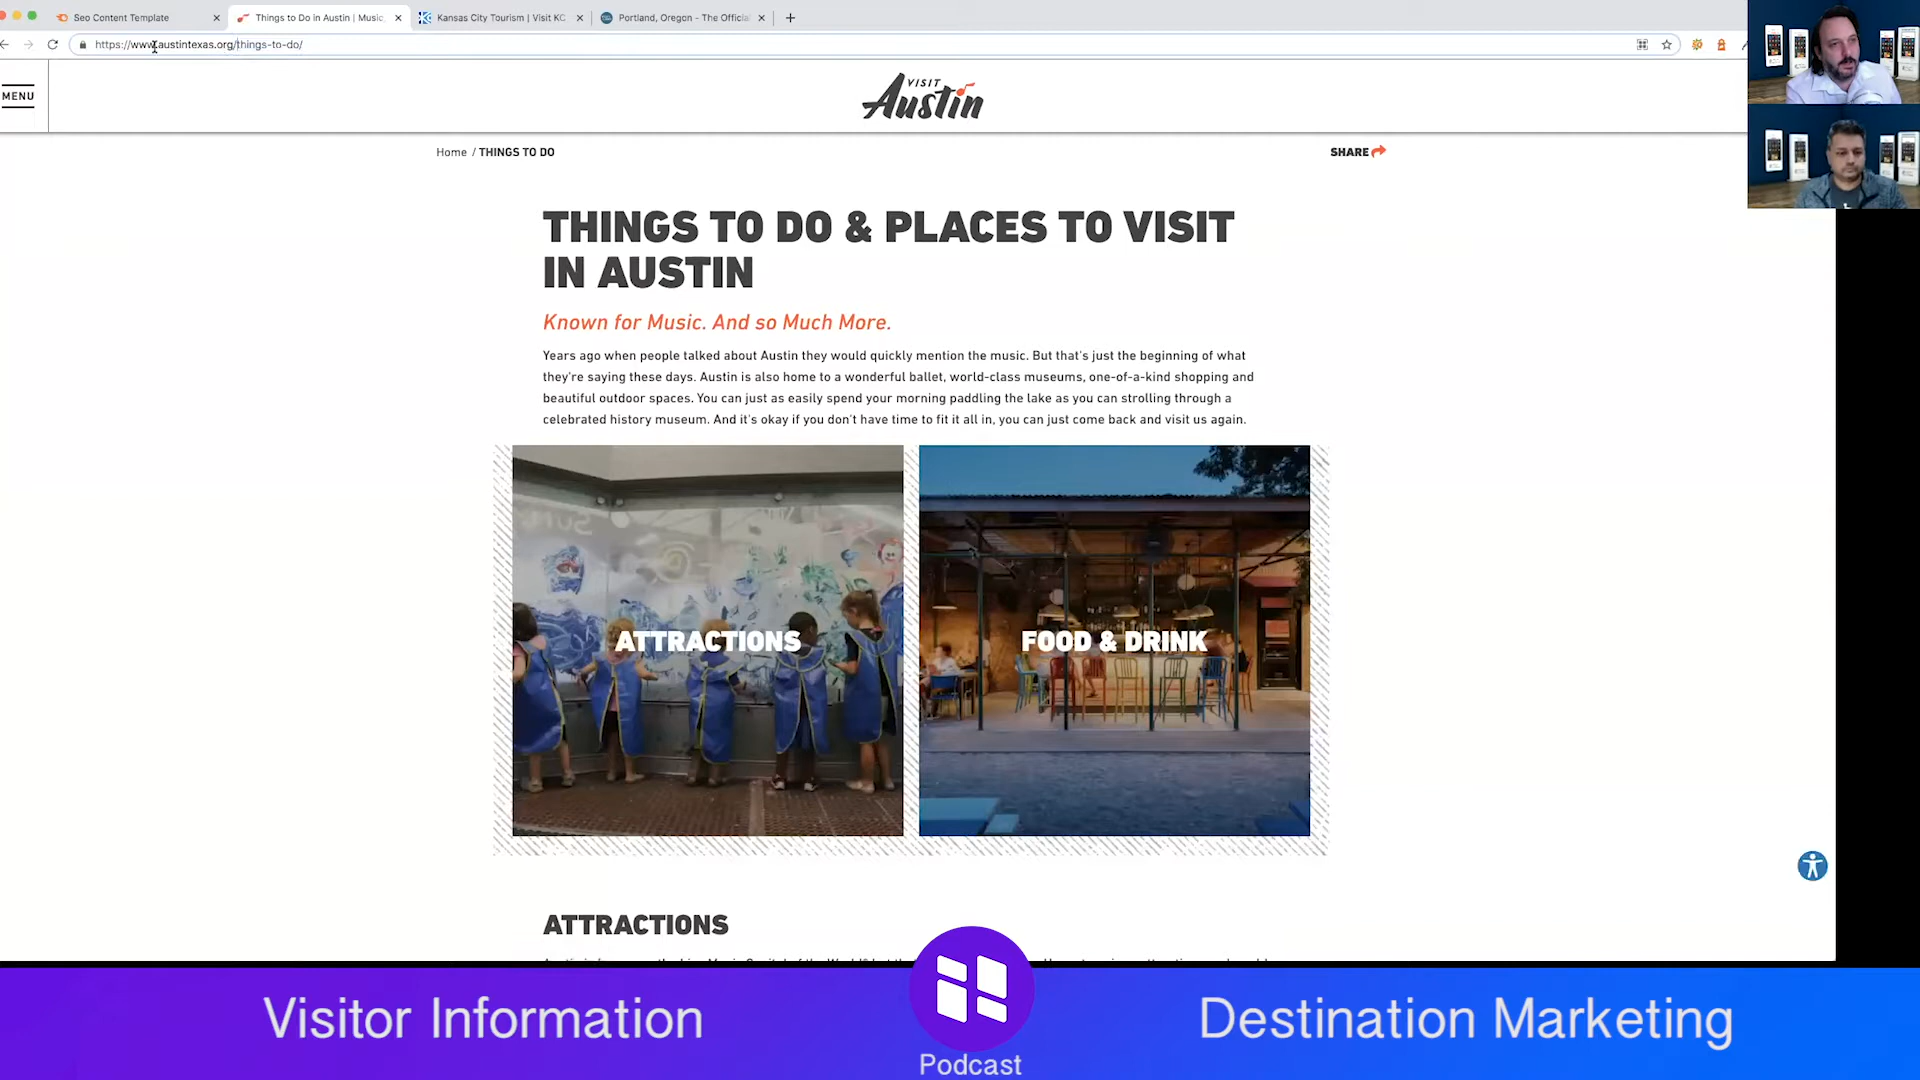 Seo Content Template
Things to Do in Austin | Music,
Kansas City Tourism | Visit KC
Portland, Oregon - The Official
https://www.austintexas.org/things-to-do/
MENU
VISIT
Austin
Home / THINGS TO DO
SHARE
THINGS TO DO & PLACES TO VISIT
IN AUSTIN
Known for Music. And so Much More.
Years ago when people talked about Austin they would quickly mention the music. But that's just the beginning of what
they're saying these days. Austin is also home to a wonderful ballet, world-class museums, one-of-a-kind shopping and
beautiful outdoor spaces. You can just as easily spend your morning paddling the lake as you can strolling through a
celebrated history museum. And it's okay if you don't have time to fit it all in, you can just come back and visit us again.
ATTRACTIONS
FOOD & DRINK
ATTRACTIONS
Visitor Information
Podcast
Destination Marketing